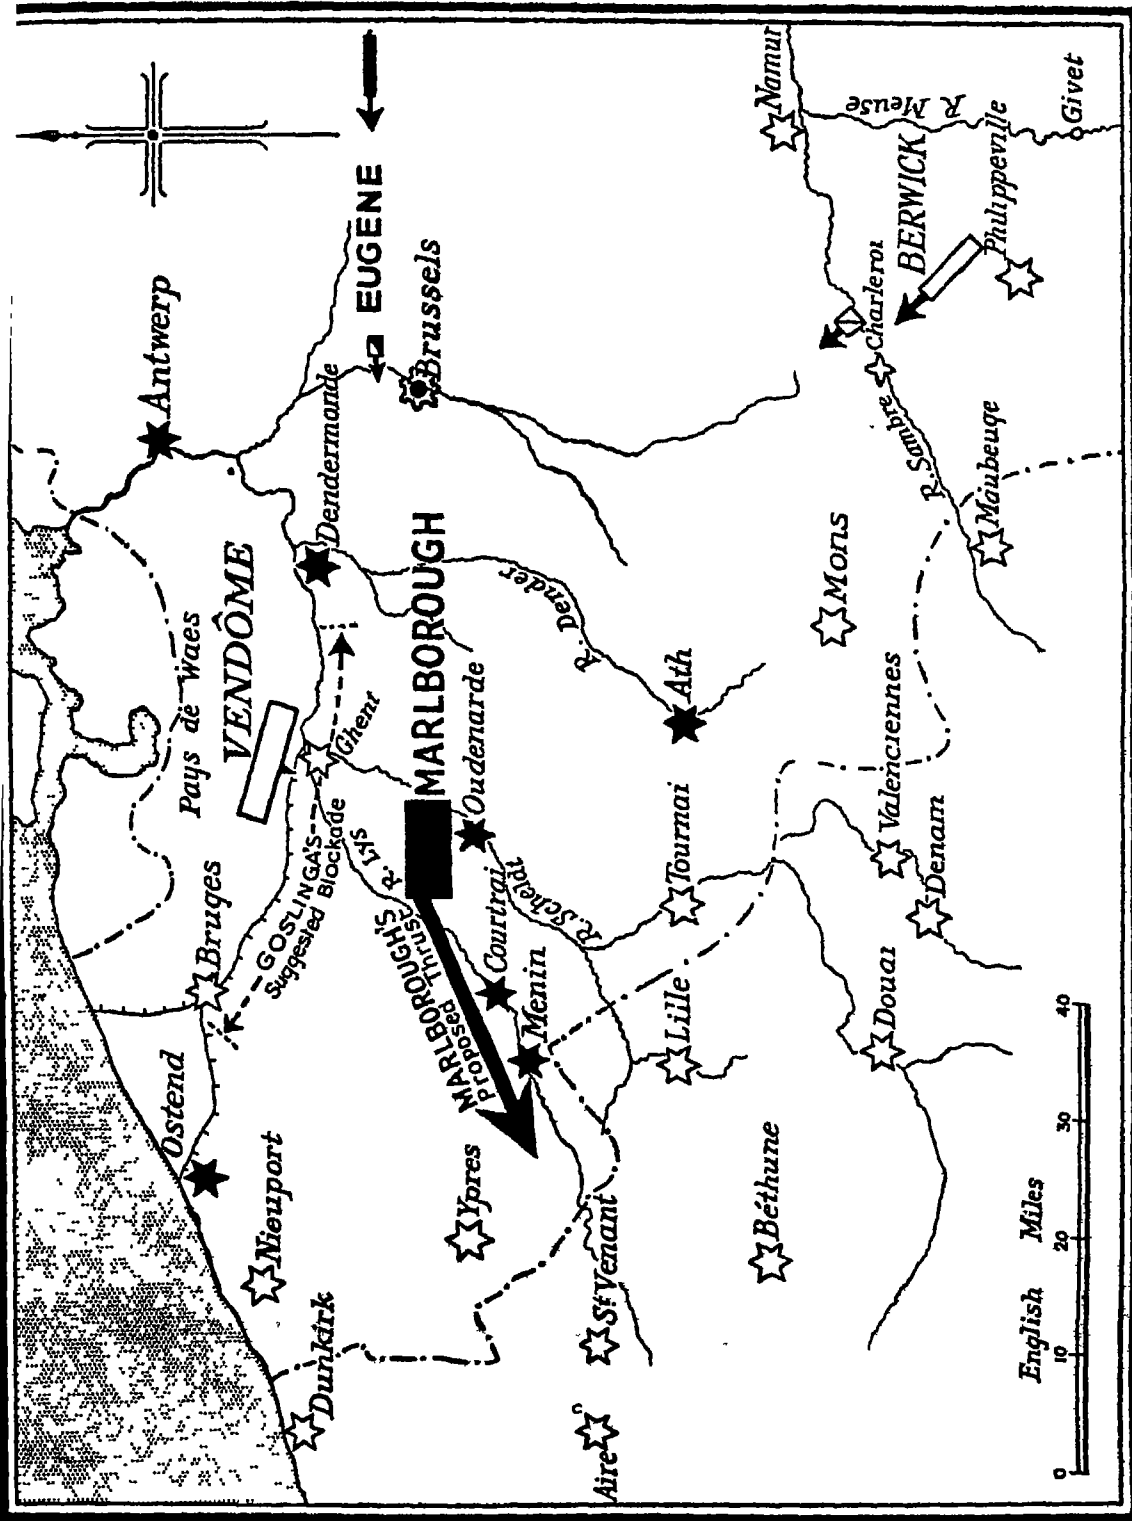 EUGENE
Antwerp
Brussels
Dendermonde
Pays de Waes
VENDÔME
MARLBOROUGH
Ghent
Oudenarde
R. Dender
Ath
Bruges
GOSLINGA'S
Suggested Blockade
R. Lys
MARLBOROUGH'S
Proposed Thrust
Courtrai
R. Scheldt
Menin
Tournai
Lille
Ostend
Nieuport
Dunkirk
Ypres
St Venant
Aire
Béthune
Douai
Denam
Valenciennes
Mons
Maubeuge
R. Sambre
Charleroi
BERWICK
Philippeville
Namur
R. Meuse
Givet
English Miles
0 10 20 30 40